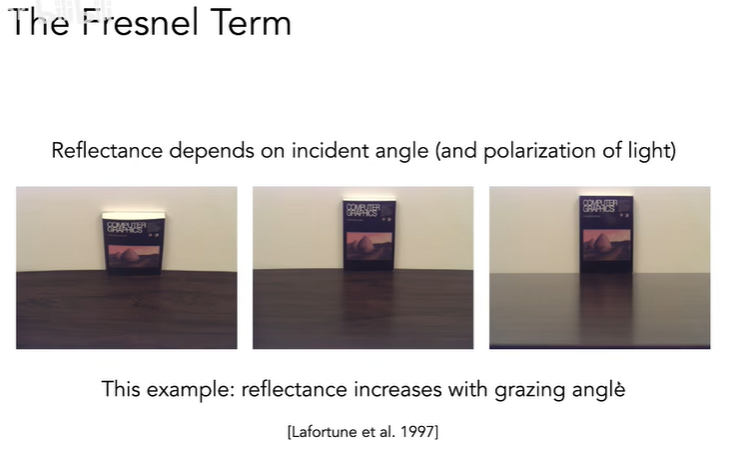 The Fresnel Term
Reflectance depends on incident angle (and polarization of light)
COMPUTER
GRAPHICS
COMPUTER
GRAPHICS
COMPUTER
GRAPHICS
This example: reflectance increases with grazing angle
[Lafortune et al. 1997]